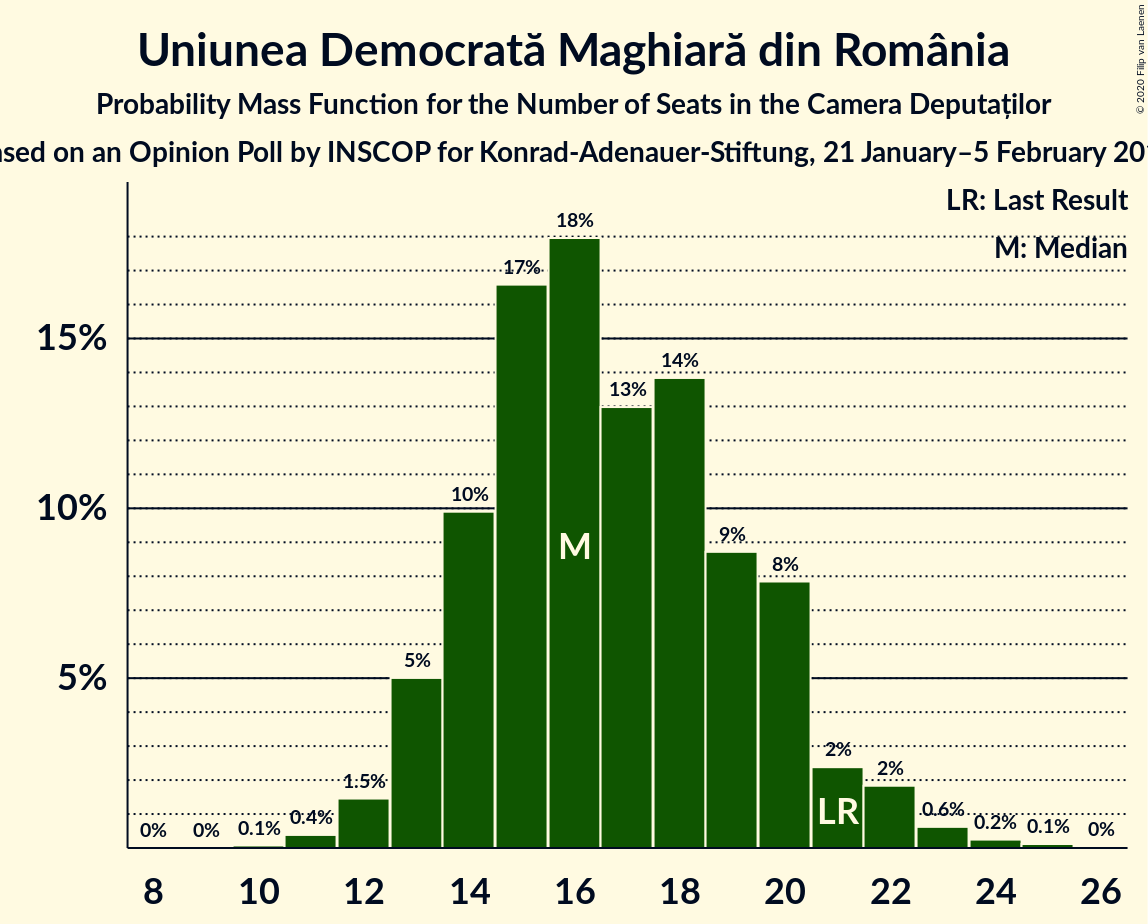 Uniunea Democrată Maghiară din România
Probability Mass Function for the Number of Seats in the Camera Deputaților
on an Opinion Poll by INSCOP for Konrad-Adenauer-Stiftung, 21 January–5 February
© 2020 Filip van Laenen
LR: Last Result
M: Median
18%
17%
15%
14%
13%
10%
10%
M
9%
8%
5%
5%
2%
2%
1.5%
LR
0% 0% 0.1% 0.4% 0.6% 0.2% 0.1% 0%
8 10 12 14 16 18 20 22 24 26